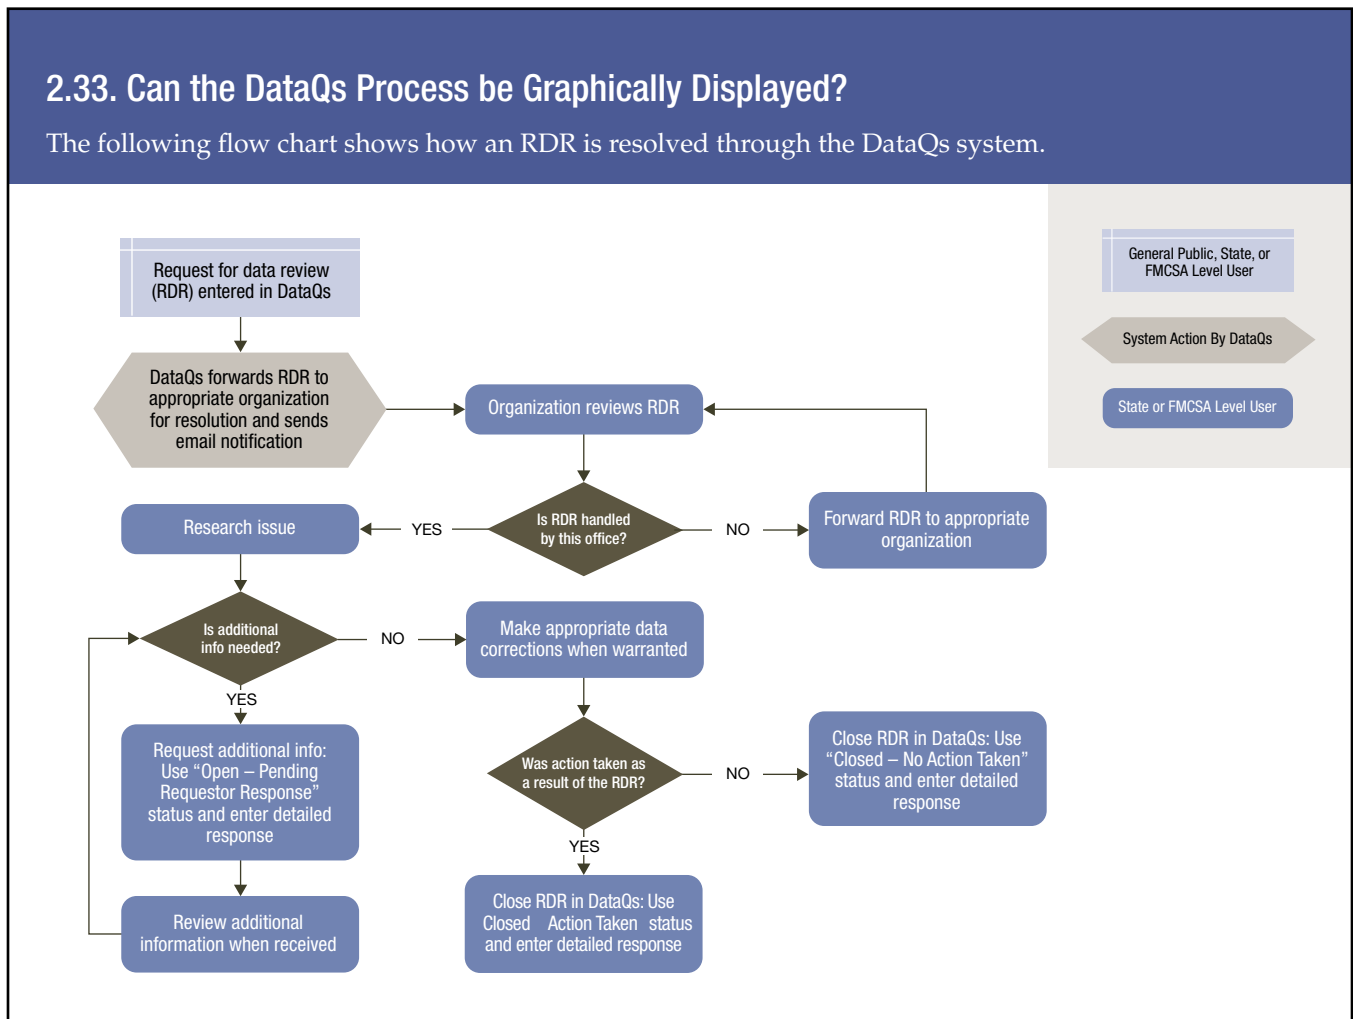 2.33. Can the DataQs Process be Graphically Displayed?
The following flow chart shows how an RDR is resolved through the DataQs system.
General Public, State, or
FMCSA Level User
System Action By DataQs
State or FMCSA Level User
Request for data review
(RDR) entered in DataQs
DataQs forwards RDR to
appropriate organization
for resolution and sends
email notification
Organization reviews RDR
Is RDR handled
by this office?
YES
NO
Research issue
Forward RDR to appropriate
organization
Is additional
info needed?
NO
YES
Make appropriate data
corrections when warranted
Request additional info:
Use “Open – Pending
Requestor Response”
status and enter detailed
response
Review additional
information when received
Was action taken as
a result of the RDR?
NO
YES
Close RDR in DataQs: Use
“Closed – No Action Taken”
status and enter detailed
response
Close RDR in DataQs: Use
Closed Action Taken status
and enter detailed response